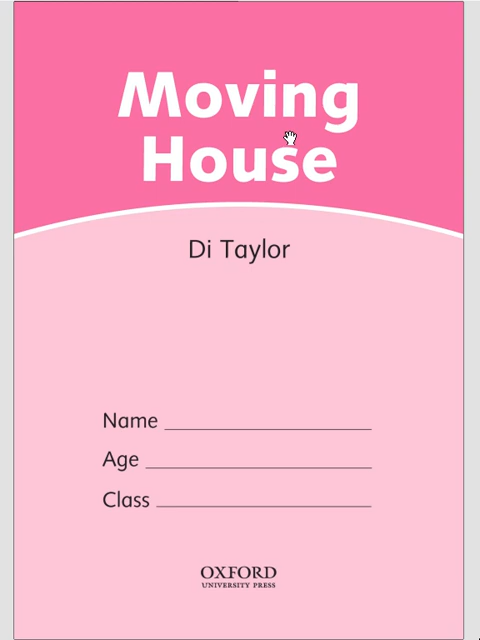 Moving
House
Di Taylor
Name
Age
Class
OXFORD
UNIVERSITY PRESS